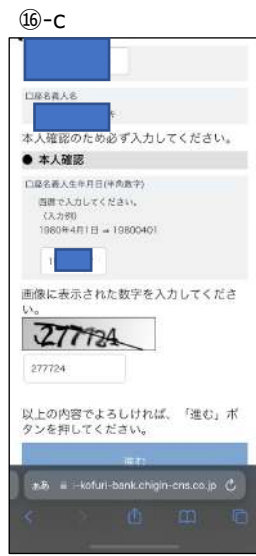 ⑯-c
口座名義人名
本人確認のため必ず入力してください。
● 本人確認
口座名義人生年月日(半角数字)
西暦で入力してください。
(入力例)
1980年4月1日 → 19800401
1
画像に表示された数字を入力してくださ
い。
277724
277724
以上の内容でよろしければ、「進む」ボ
タンを押してください。
進む
ぁあ -kofuri-bank.chigin-cns.co.jp